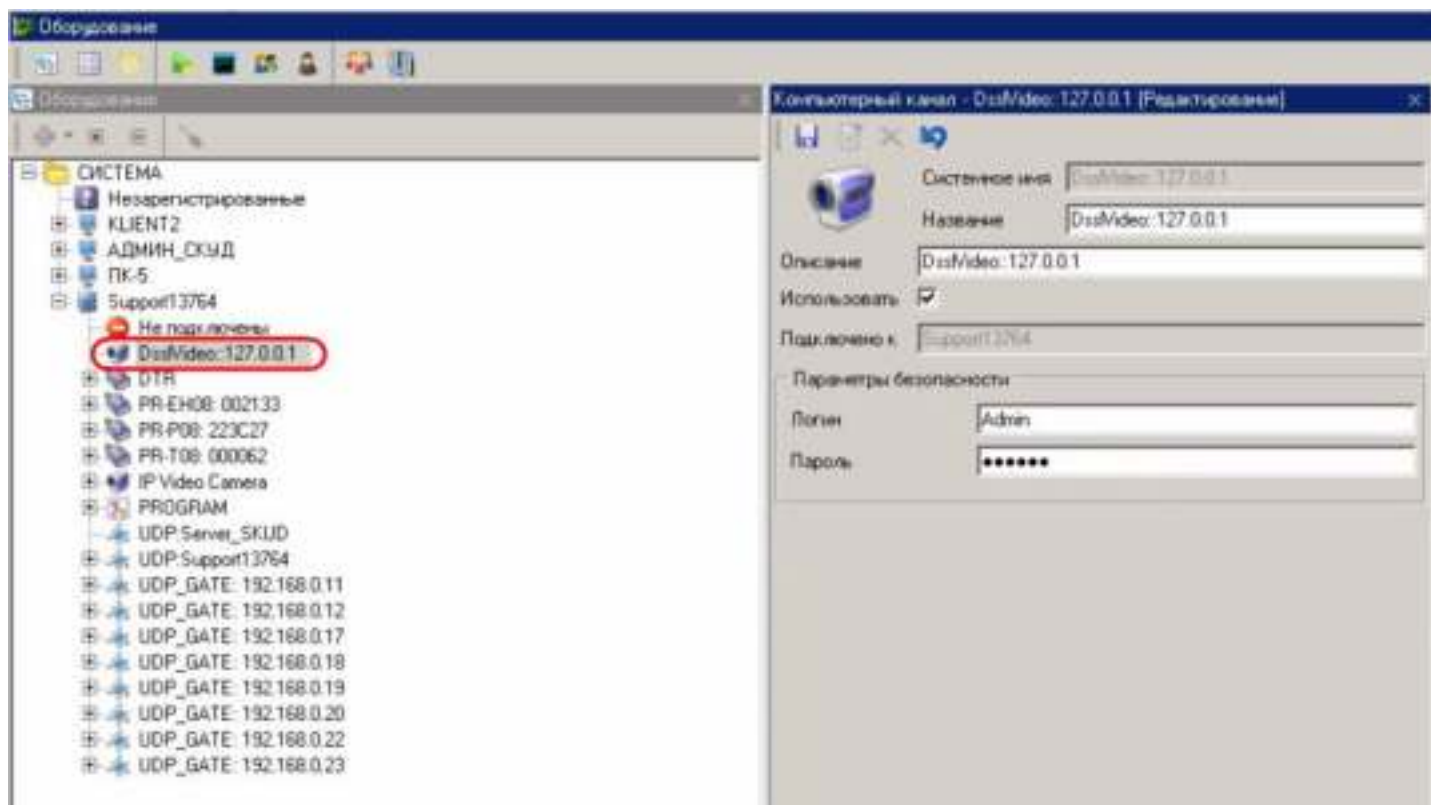 Оборудование
Оборудование
СИСТЕМА
Незарегистрированные
KLIENT2
АДМИН_СКУД
ПК-5
Support13764
Не подключены
DssIVideo::127.0.0.1
DTR
PR-EH08: 002133
PR-P08: 223C27
PR-T08: 000062
IP Video Camera
PROGRAM
UDP:Server_SKUD
UDP:Support13764
UDP_GATE: 192.168.0.11
UDP_GATE: 192.168.0.12
UDP_GATE: 192.168.0.17
UDP_GATE: 192.168.0.18
UDP_GATE: 192.168.0.19
UDP_GATE: 192.168.0.20
UDP_GATE: 192.168.0.22
UDP_GATE: 192.168.0.23
Компьютерный канал - DsslVideo::127.0.0.1 [Редактирование]
Системное имя DsslVideo::127.0.0.1
Название DsslVideo::127.0.0.1
Описание DsslVideo::127.0.0.1
Использовать
Подключено к Support13764
Параметры безопасности
Логин Admin
Пароль ●●●●●●